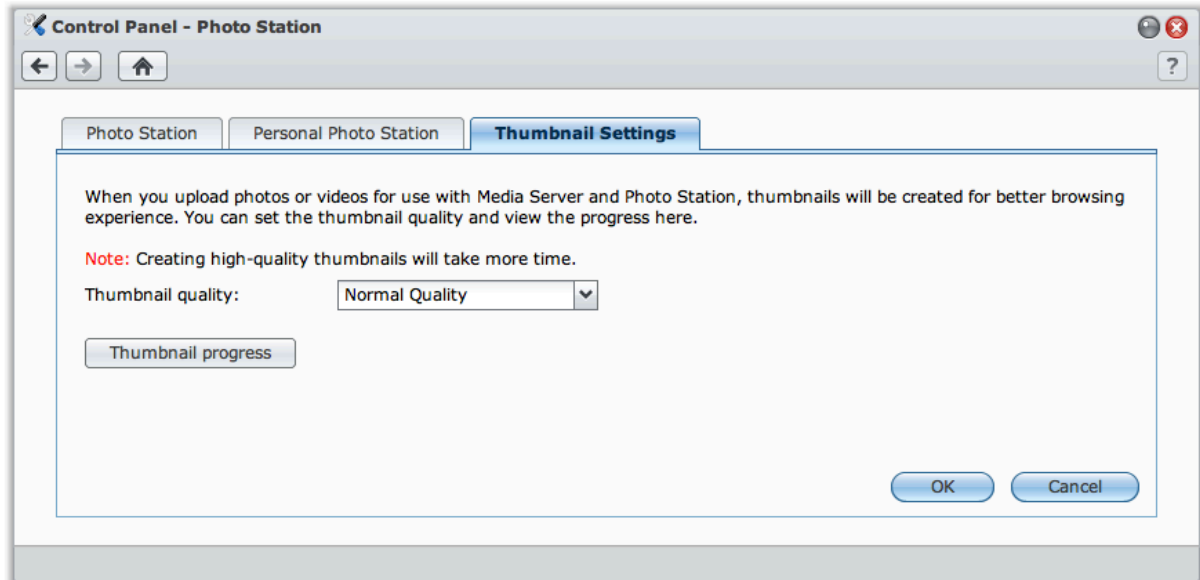 Control Panel - Photo Station
?
Photo Station
Personal Photo Station
Thumbnail Settings
When you upload photos or videos for use with Media Server and Photo Station, thumbnails will be created for better browsing
experience. You can set the thumbnail quality and view the progress here.
Note: Creating high-quality thumbnails will take more time.
Thumbnail quality: Normal Quality
Thumbnail progress
OK Cancel